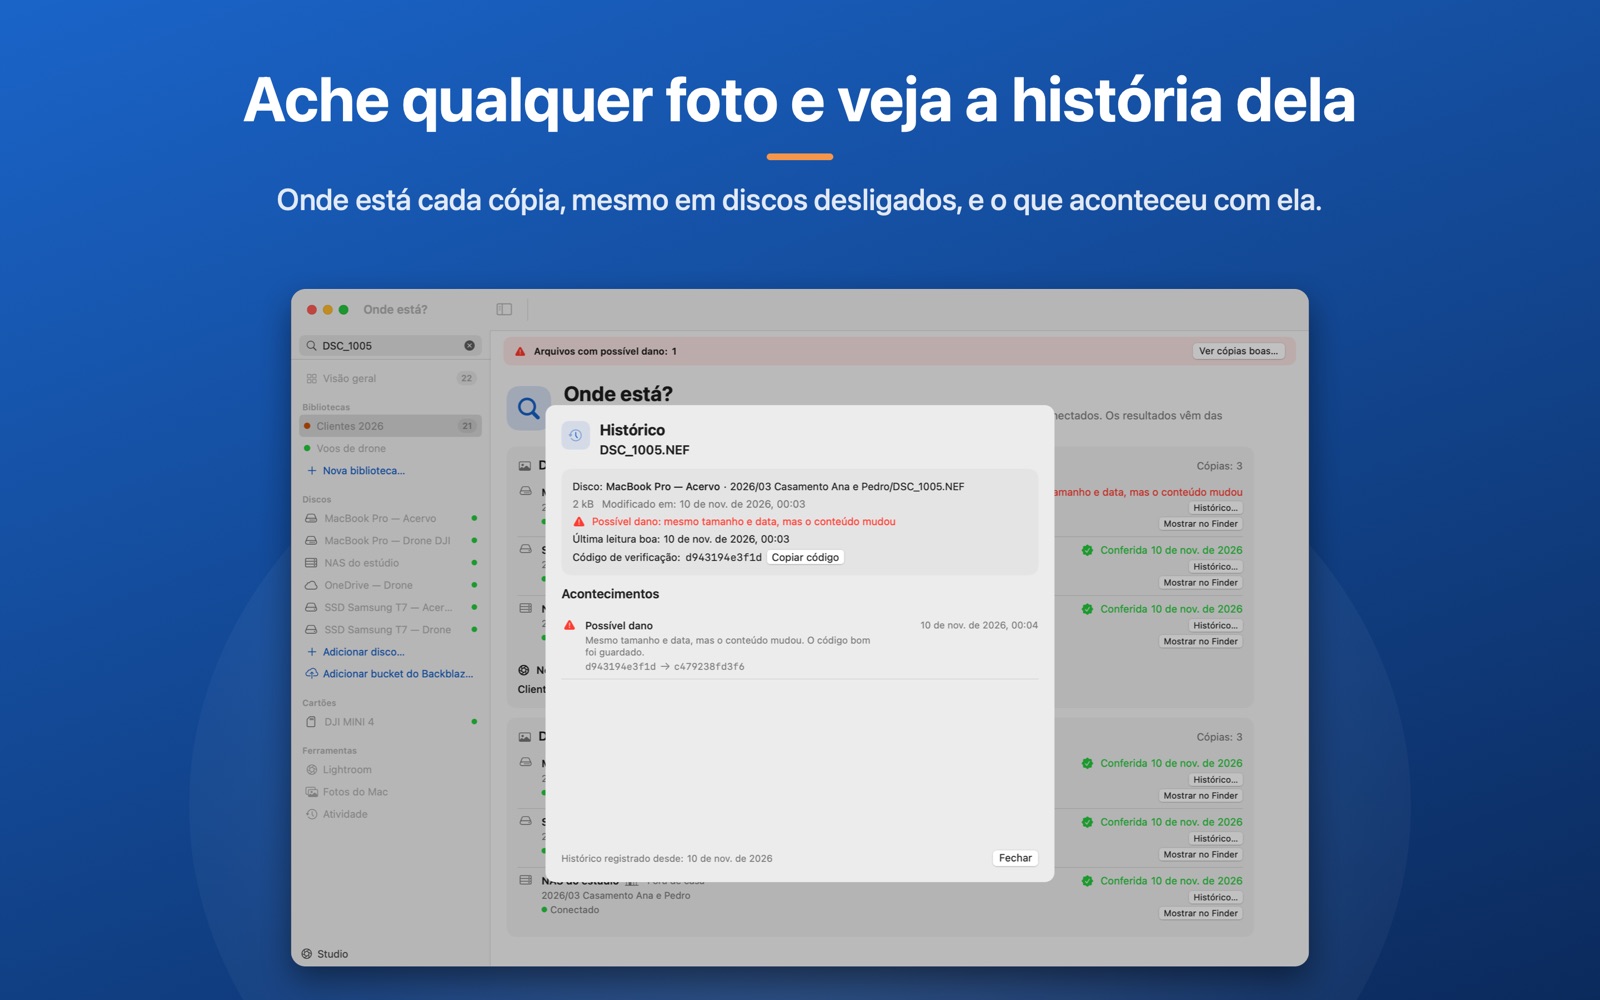 Ache qualquer foto e veja a história dela
Onde está cada cópia, mesmo em discos desligados, e o que aconteceu com ela.
Onde está?
DSC_1005
Visão geral 22
Bibliotecas
Clientes 2026 21
Voos de drone
Nova biblioteca...
Discos
MacBook Pro — Acervo
MacBook Pro — Drone DJI
NAS do estúdio
OneDrive — Drone
SSD Samsung T7 — Acer...
SSD Samsung T7 — Drone
Adicionar disco...
Adicionar bucket do Backblaz...
Cartões
DJI MINI 4
Ferramentas
Lightroom
Fotos do Mac
Atividade
Studio
Arquivos com possível dano: 1
Ver cópias boas...
Onde está?
nectados. Os resultados vêm das
Cópias: 3
amanho e data, mas o conteúdo mudou
Histórico...
Mostrar no Finder
Conferida 10 de nov. de 2026
Histórico...
Mostrar no Finder
Conferida 10 de nov. de 2026
Histórico...
Mostrar no Finder
Client
Histórico
DSC_1005.NEF
Disco: MacBook Pro — Acervo · 2026/03 Casamento Ana e Pedro/DSC_1005.NEF
2 kB Modificado em: 10 de nov. de 2026, 00:03
Possível dano: mesmo tamanho e data, mas o conteúdo mudou
Última leitura boa: 10 de nov. de 2026, 00:03
Código de verificação: d943194e3f1d Copiar código
Acontecimentos
Possível dano 10 de nov. de 2026, 00:04
Mesmo tamanho e data, mas o conteúdo mudou. O código bom
foi guardado.
d943194e3f1d → c479238fd3f6
Histórico registrado desde: 10 de nov. de 2026
Fechar
Cópias: 3
Conferida 10 de nov. de 2026
Histórico...
Mostrar no Finder
Conferida 10 de nov. de 2026
Histórico...
Mostrar no Finder
NAS do estúdio
Conferida 10 de nov. de 2026
2026/03 Casamento Ana e Pedro
Histórico...
Conectado
Mostrar no Finder